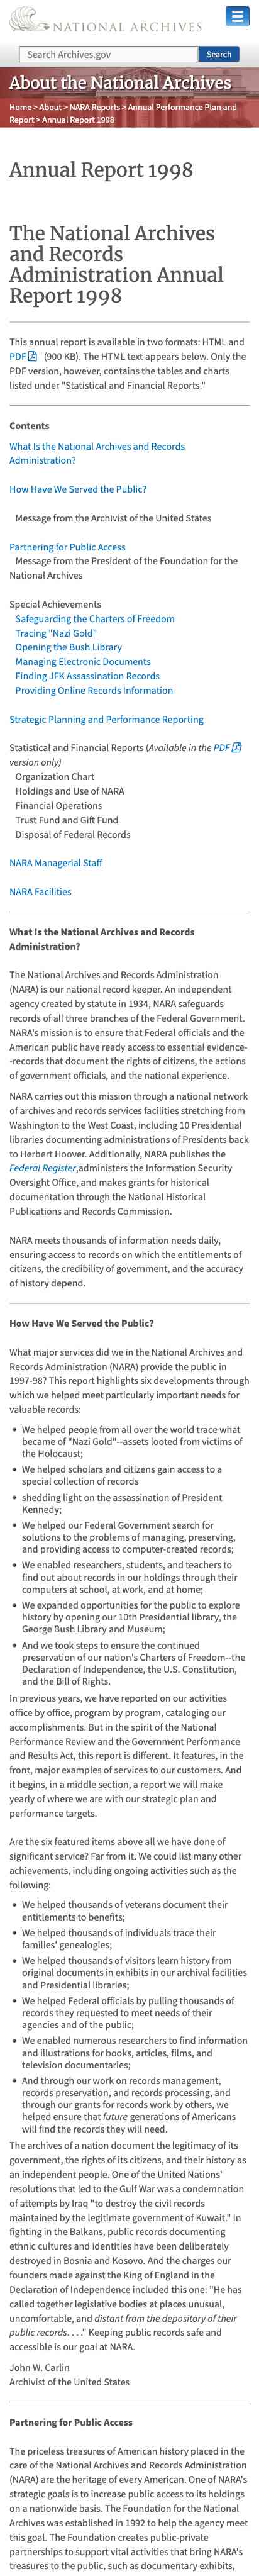 NATIONAL ARCHIVES
Search Archives.gov
Search
About the National Archives
Home > About > NARA Reports > Annual Performance Plan and
Report > Annual Report 1998
Annual Report 1998
The National Archives
and Records
Administration Annual
Report 1998
This annual report is available in two formats: HTML and
PDF (900 KB). The HTML text appears below. Only the
PDF version, however, contains the tables and charts
listed under "Statistical and Financial Reports."
Contents
What Is the National Archives and Records
Administration?
How Have We Served the Public?
Message from the Archivist of the United States
Partnering for Public Access
Message from the President of the Foundation for the
National Archives
Special Achievements
Safeguarding the Charters of Freedom
Tracing "Nazi Gold"
Opening the Bush Library
Managing Electronic Documents
Finding JFK Assassination Records
Providing Online Records Information
Strategic Planning and Performance Reporting
Statistical and Financial Reports (Available in the PDF
version only)
Organization Chart
Holdings and Use of NARA
Financial Operations
Trust Fund and Gift Fund
Disposal of Federal Records
NARA Managerial Staff
NARA Facilities
What Is the National Archives and Records
Administration?
The National Archives and Records Administration
(NARA) is our national record keeper. An independent
agency created by statute in 1934, NARA safeguards
records of all three branches of the Federal Government.
NARA's mission is to ensure that Federal officials and the
American public have ready access to essential evidence-
-records that document the rights of citizens, the actions
of government officials, and the national experience.
NARA carries out this mission through a national network
of archives and records services facilities stretching from
Washington to the West Coast, including 10 Presidential
libraries documenting administrations of Presidents back
to Herbert Hoover. Additionally, NARA publishes the
Federal Register,administers the Information Security
Oversight Office, and makes grants for historical
documentation through the National Historical
Publications and Records Commission.
NARA meets thousands of information needs daily,
ensuring access to records on which the entitlements of
citizens, the credibility of government, and the accuracy
of history depend.
How Have We Served the Public?
What major services did we in the National Archives and
Records Administration (NARA) provide the public in
1997-98? This report highlights six developments through
which we helped meet particularly important needs for
valuable records:
• We helped people from all over the world trace what
became of "Nazi Gold"--assets looted from victims of
the Holocaust;
• We helped scholars and citizens gain access to a
special collection of records
• shedding light on the assassination of President
Kennedy;
• We helped our Federal Government search for
solutions to the problems of managing, preserving,
and providing access to computer-created records;
• We enabled researchers, students, and teachers to
find out about records in our holdings through their
computers at school, at work, and at home;
• We expanded opportunities for the public to explore
history by opening our 10th Presidential library, the
George Bush Library and Museum;
• And we took steps to ensure the continued
preservation of our nation's Charters of Freedom--the
Declaration of Independence, the U.S. Constitution,
and the Bill of Rights.
In previous years, we have reported on our activities
office by office, program by program, cataloging our
accomplishments. But in the spirit of the National
Performance Review and the Government Performance
and Results Act, this report is different. It features, in the
front, major examples of services to our customers. And
it begins, in a middle section, a report we will make
yearly of where we are with our strategic plan and
performance targets.
Are the six featured items above all we have done of
significant service? Far from it. We could list many other
achievements, including ongoing activities such as the
following:
• We helped thousands of veterans document their
entitlements to benefits;
• We helped thousands of individuals trace their
families' genealogies;
• We helped thousands of visitors learn history from
original documents in exhibits in our archival facilities
and Presidential libraries;
• We helped Federal officials by pulling thousands of
records they requested to meet needs of their
agencies and of the public;
• We enabled numerous researchers to find information
and illustrations for books, articles, films, and
television documentaries;
• And through our work on records management,
records preservation, and records processing, and
through our grants for records work by others, we
helped ensure that future generations of Americans
will find the records they will need.
The archives of a nation document the legitimacy of its
government, the rights of its citizens, and their history as
an independent people. One of the United Nations'
resolutions that led to the Gulf War was a condemnation
of attempts by Iraq "to destroy the civil records
maintained by the legitimate government of Kuwait." In
fighting in the Balkans, public records documenting
ethnic cultures and identities have been deliberately
destroyed in Bosnia and Kosovo. And the charges our
founders made against the King of England in the
Declaration of Independence included this one: "He has
called together legislative bodies at places unusual,
uncomfortable, and distant from the depository of their
public records. . . ." Keeping public records safe and
accessible is our goal at NARA.
John W. Carlin
Archivist of the United States
Partnering for Public Access
The priceless treasures of American history placed in the
care of the National Archives and Records Administration
(NARA) are the heritage of every American. One of NARA's
strategic goals is to increase public access to its holdings
on a nationwide basis. The Foundation for the National
Archives was established in 1992 to help the agency meet
this goal. The Foundation creates public-private
partnerships to support vital activities that bring NARA's
treasures to the public, such as documentary exhibits,